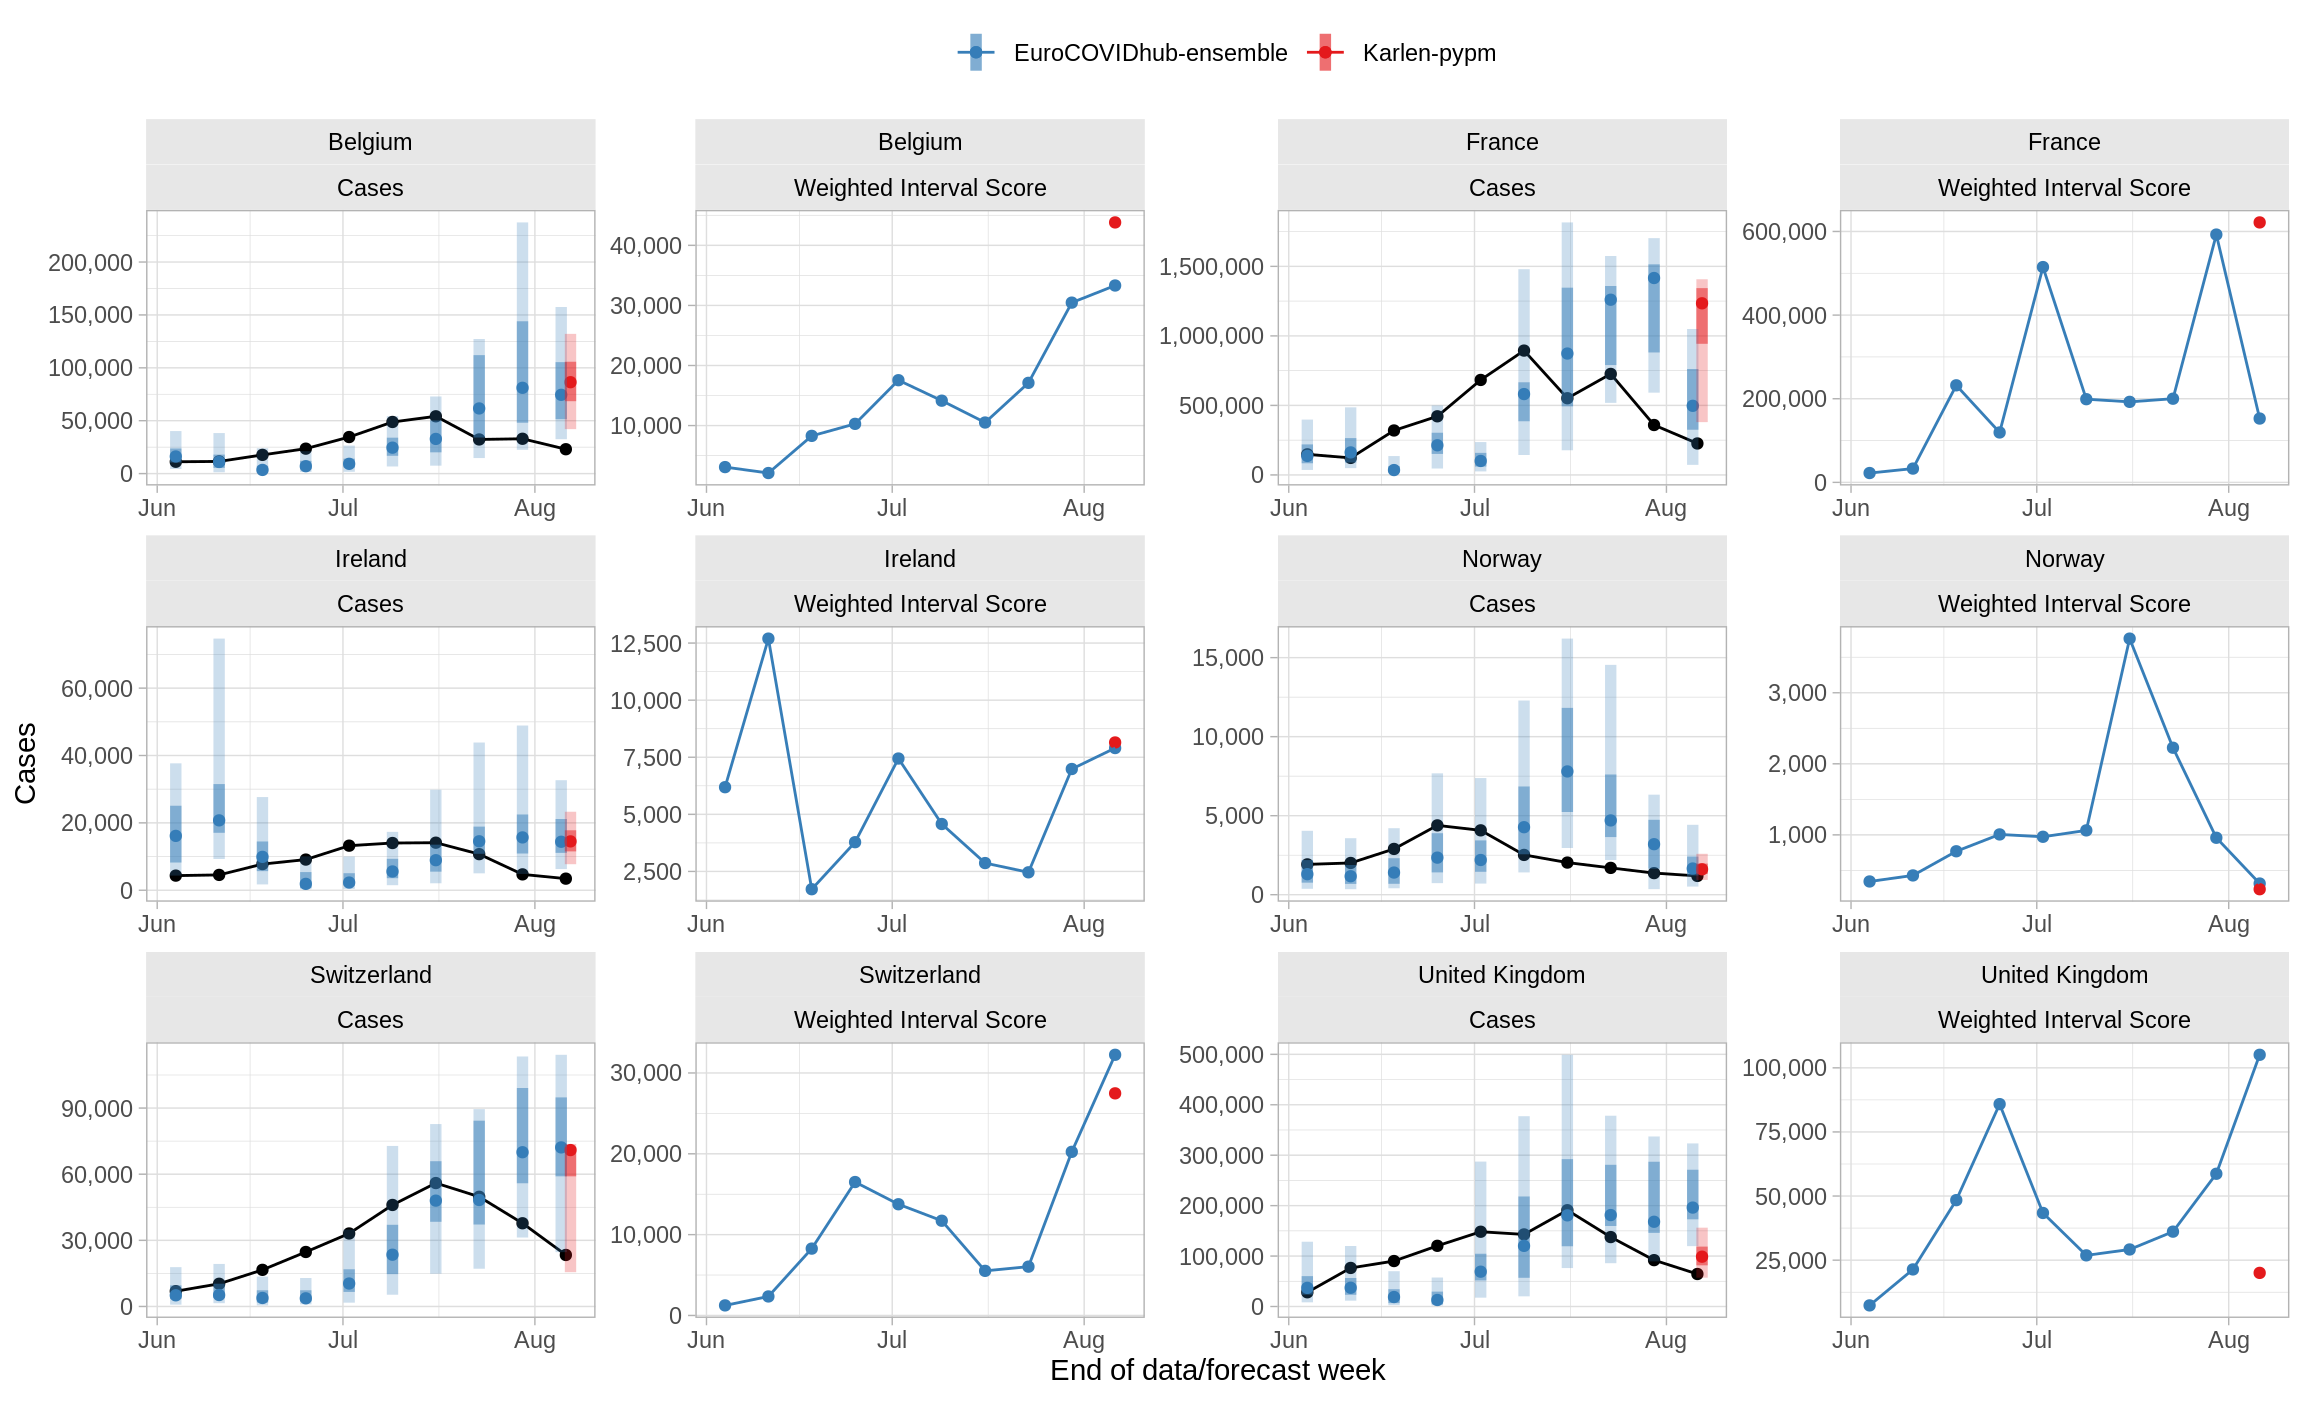 EuroCOVIDhub-ensemble Karlen-pypm
Belgium Belgium France France
Cases Weighted Interval Score Cases Weighted Interval Score
200,000
150,000
100,000
50,000
0
Jun Jul Aug
40,000
30,000
20,000
10,000
Jun Jul Aug
1,500,000
1,000,000
500,000
0
Jun Jul Aug
600,000
400,000
200,000
0
Jun Jul Aug
Ireland Ireland Norway Norway
Cases Weighted Interval Score Cases Weighted Interval Score
60,000
40,000
20,000
0
Jun Jul Aug
12,500
10,000
7,500
5,000
2,500
Jun Jul Aug
15,000
10,000
5,000
0
Jun Jul Aug
3,000
2,000
1,000
Jun Jul Aug
Cases
Switzerland Switzerland United Kingdom United Kingdom
Cases Weighted Interval Score Cases Weighted Interval Score
90,000
60,000
30,000
0
Jun Jul Aug
30,000
20,000
10,000
0
Jun Jul Aug
500,000
400,000
300,000
200,000
100,000
0
Jun Jul Aug
100,000
75,000
50,000
25,000
Jun Jul Aug
End of data/forecast week